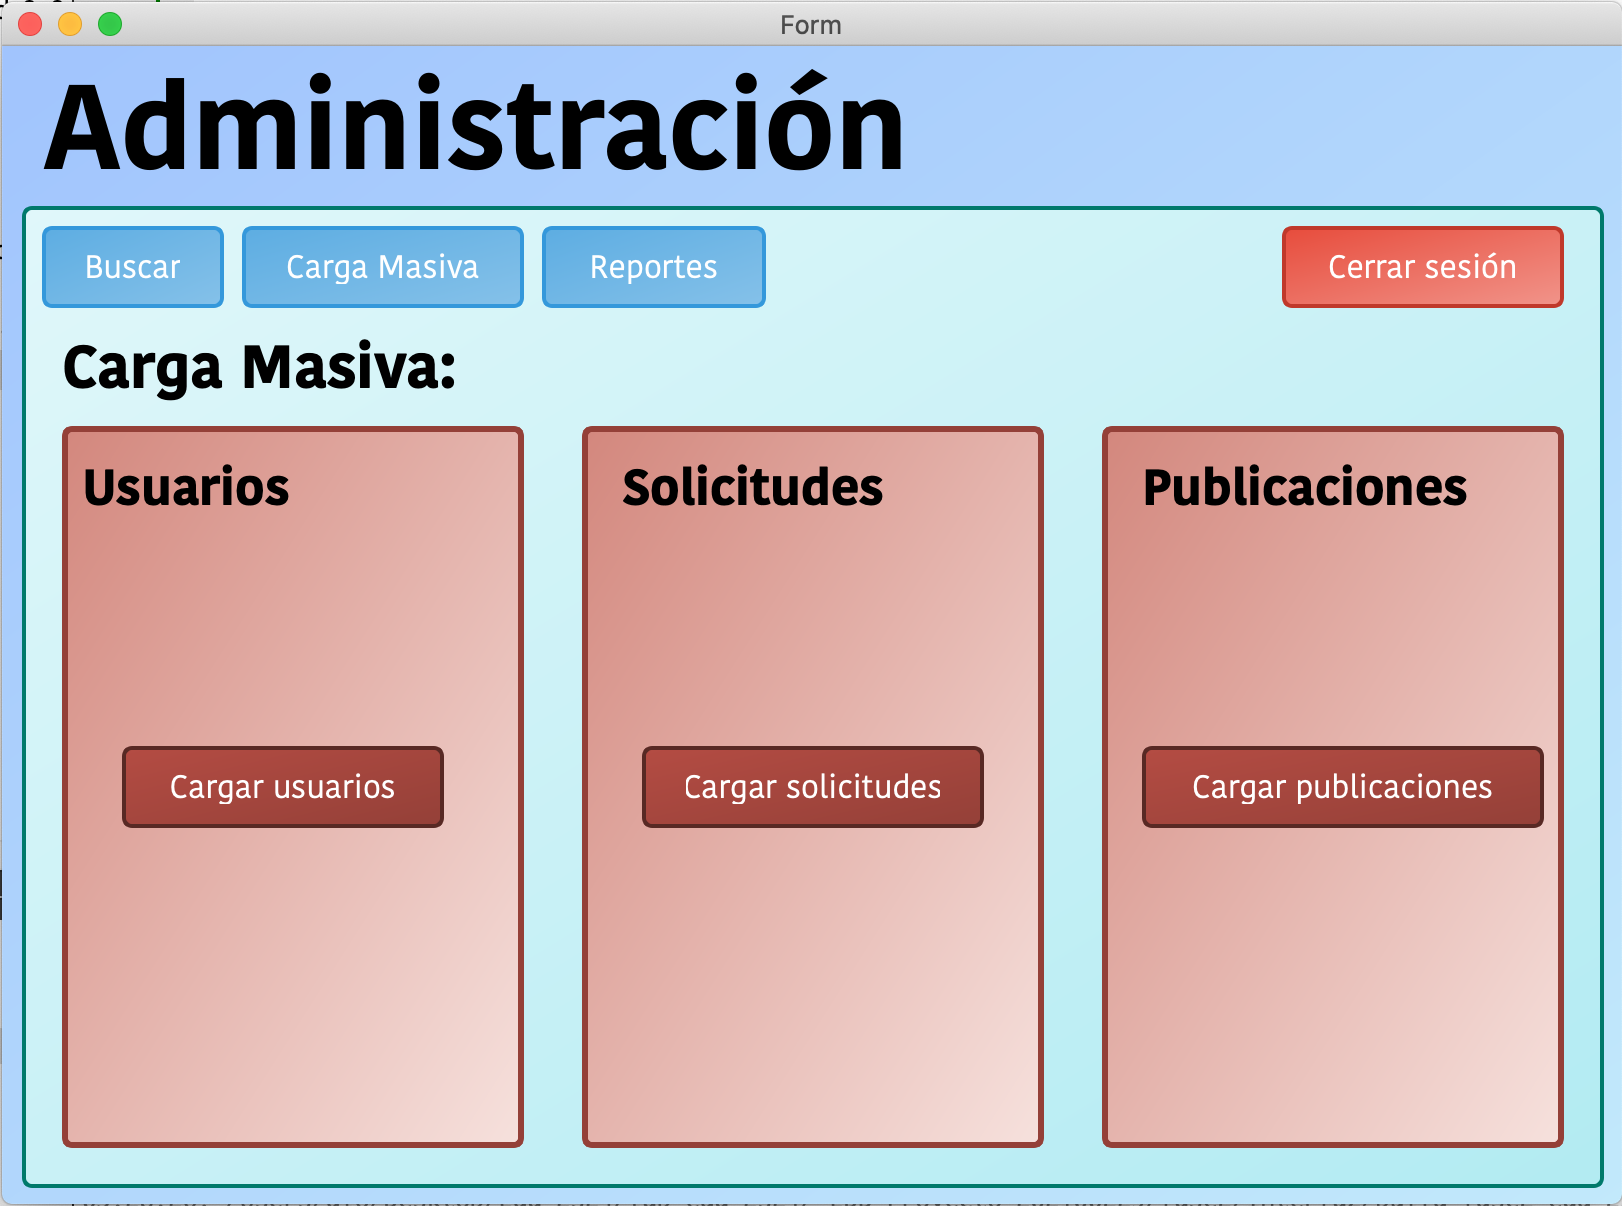 Form
Administración
Buscar Carga Masiva Reportes Cerrar sesión
Carga Masiva:
Usuarios Solicitudes Publicaciones
Cargar usuarios Cargar solicitudes Cargar publicaciones